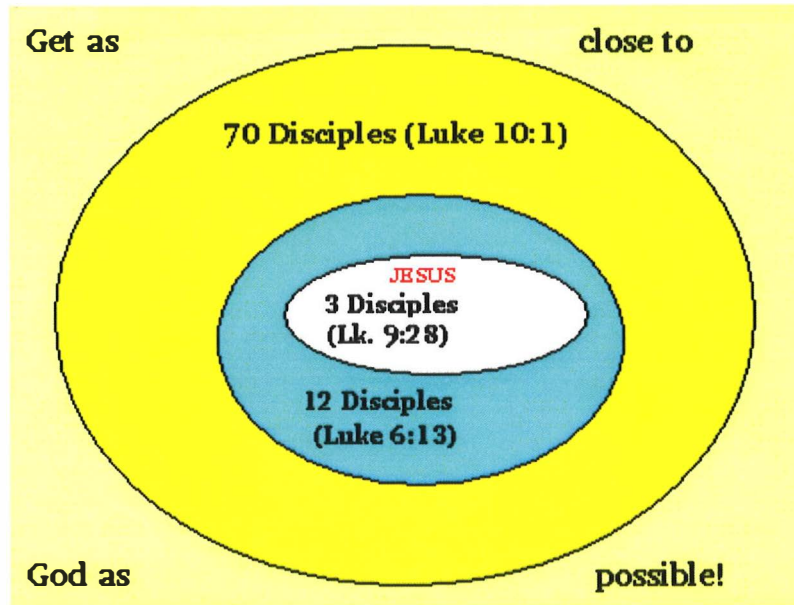 Get as close to
70 Disciples (Luke 10:1)
JESUS
3 Disciples
(Lk. 9:28)
12 Disciples
(Luke 6:13)
God as possible!